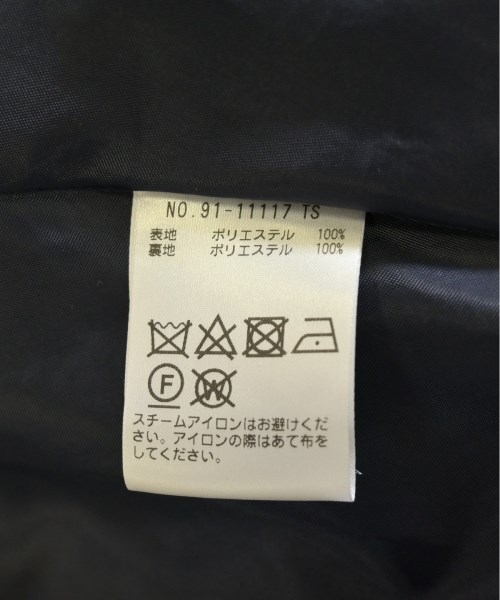 NO.91-11117 TS
表地 ポリエステル 100%
裏地 ポリエステル 100%
F W
スチームアイロンはお避けくだ
さい。アイロンの際はあて布を
してください。